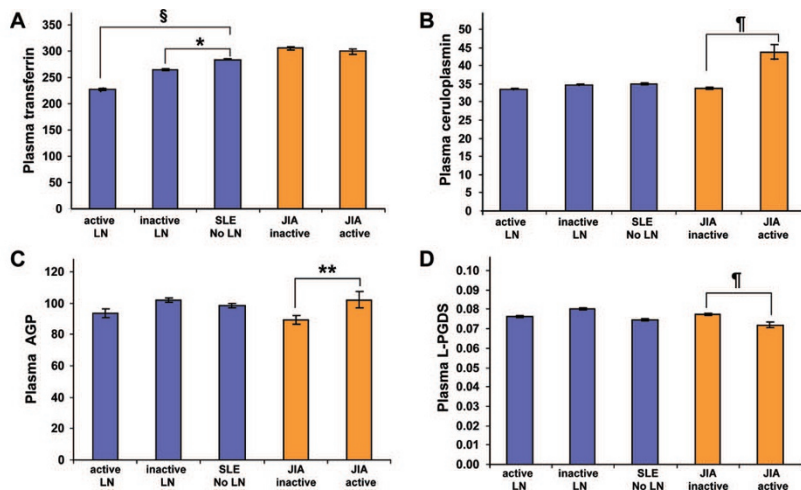 A
§
*
Plasma transferrin
350
300
250
200
150
100
50
0
active LN
inactive LN
SLE No LN
JIA inactive
JIA active
B
¶
Plasma ceruloplasmin
50
45
40
35
30
25
20
15
10
5
0
active LN
inactive LN
SLE No LN
JIA inactive
JIA active
C
**
Plasma AGP
120
100
80
60
40
20
0
active LN
inactive LN
SLE No LN
JIA inactive
JIA active
D
¶
Plasma L-PGDS
0.10
0.09
0.08
0.07
0.06
0.05
0.04
0.03
0.02
0.01
0.00
active LN
inactive LN
SLE No LN
JIA inactive
JIA active